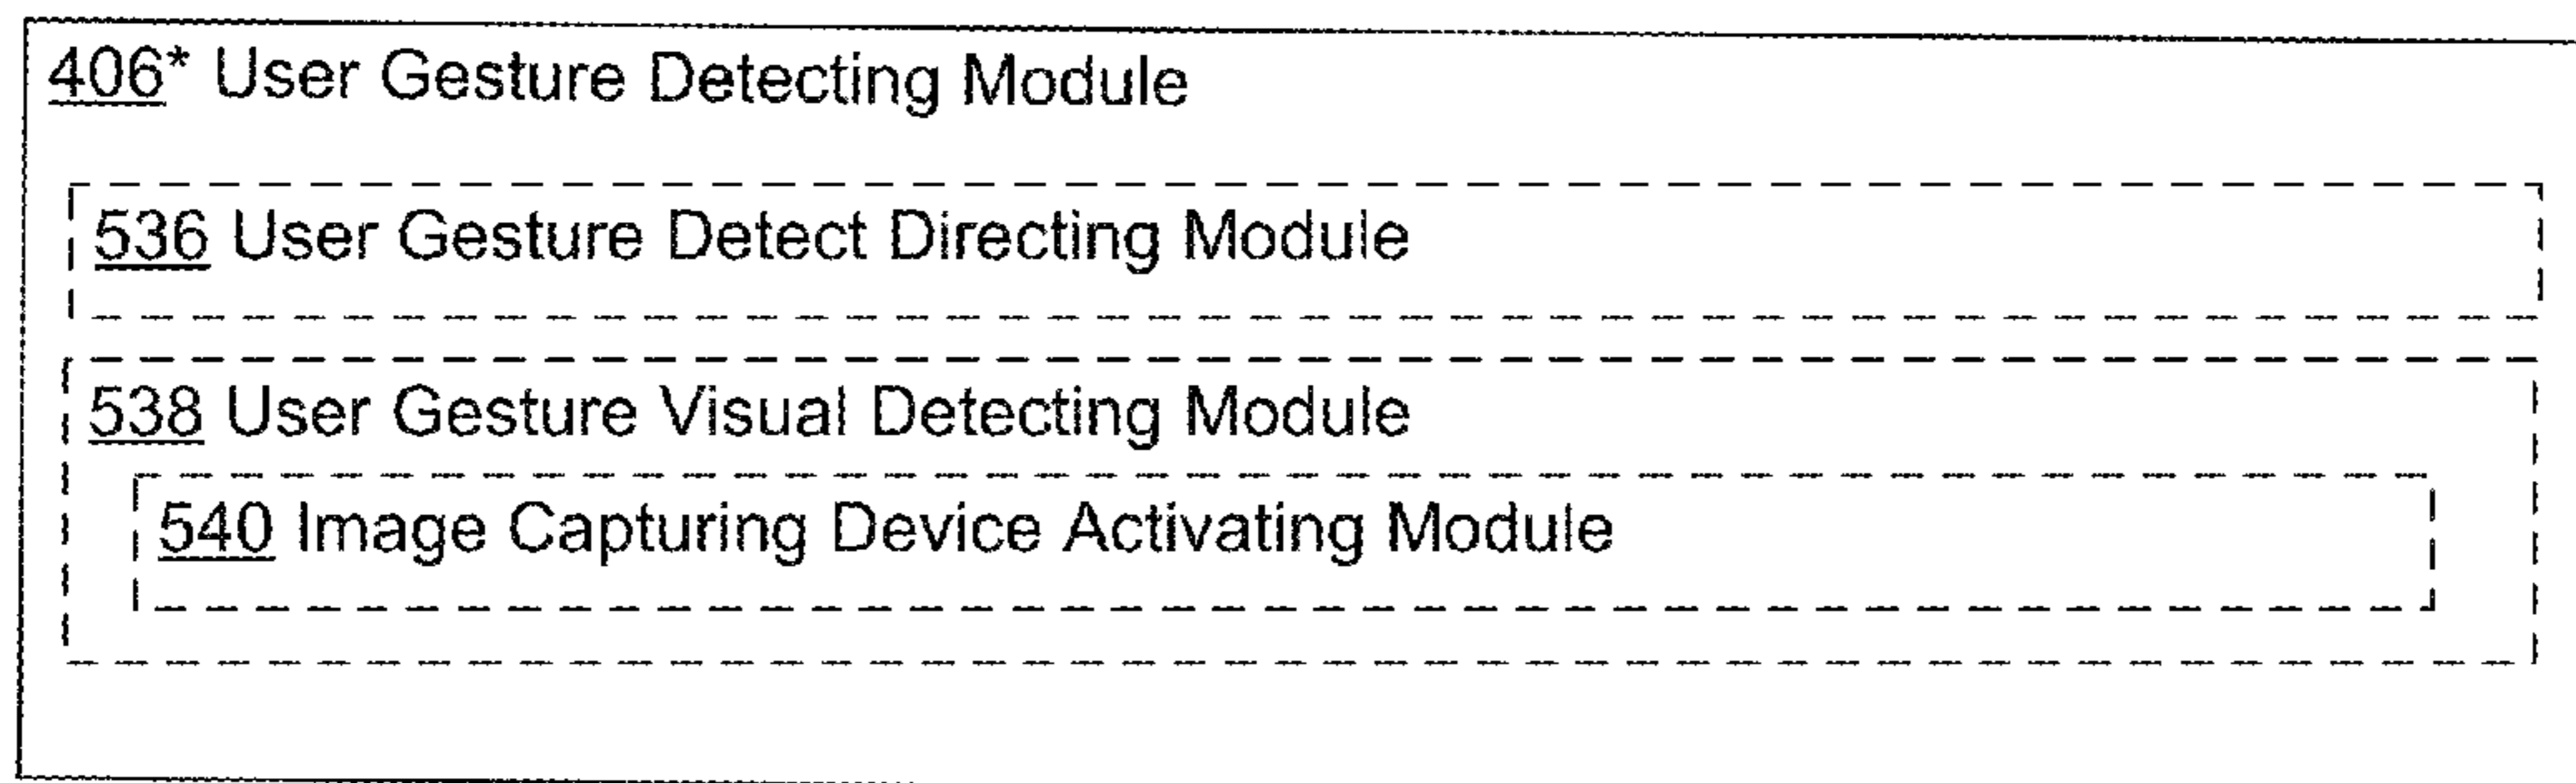 406* User Gesture Detecting Module
536 User Gesture Detect Directing Module
538 User Gesture Visual Detecting Module
540 Image Capturing Device Activating Module